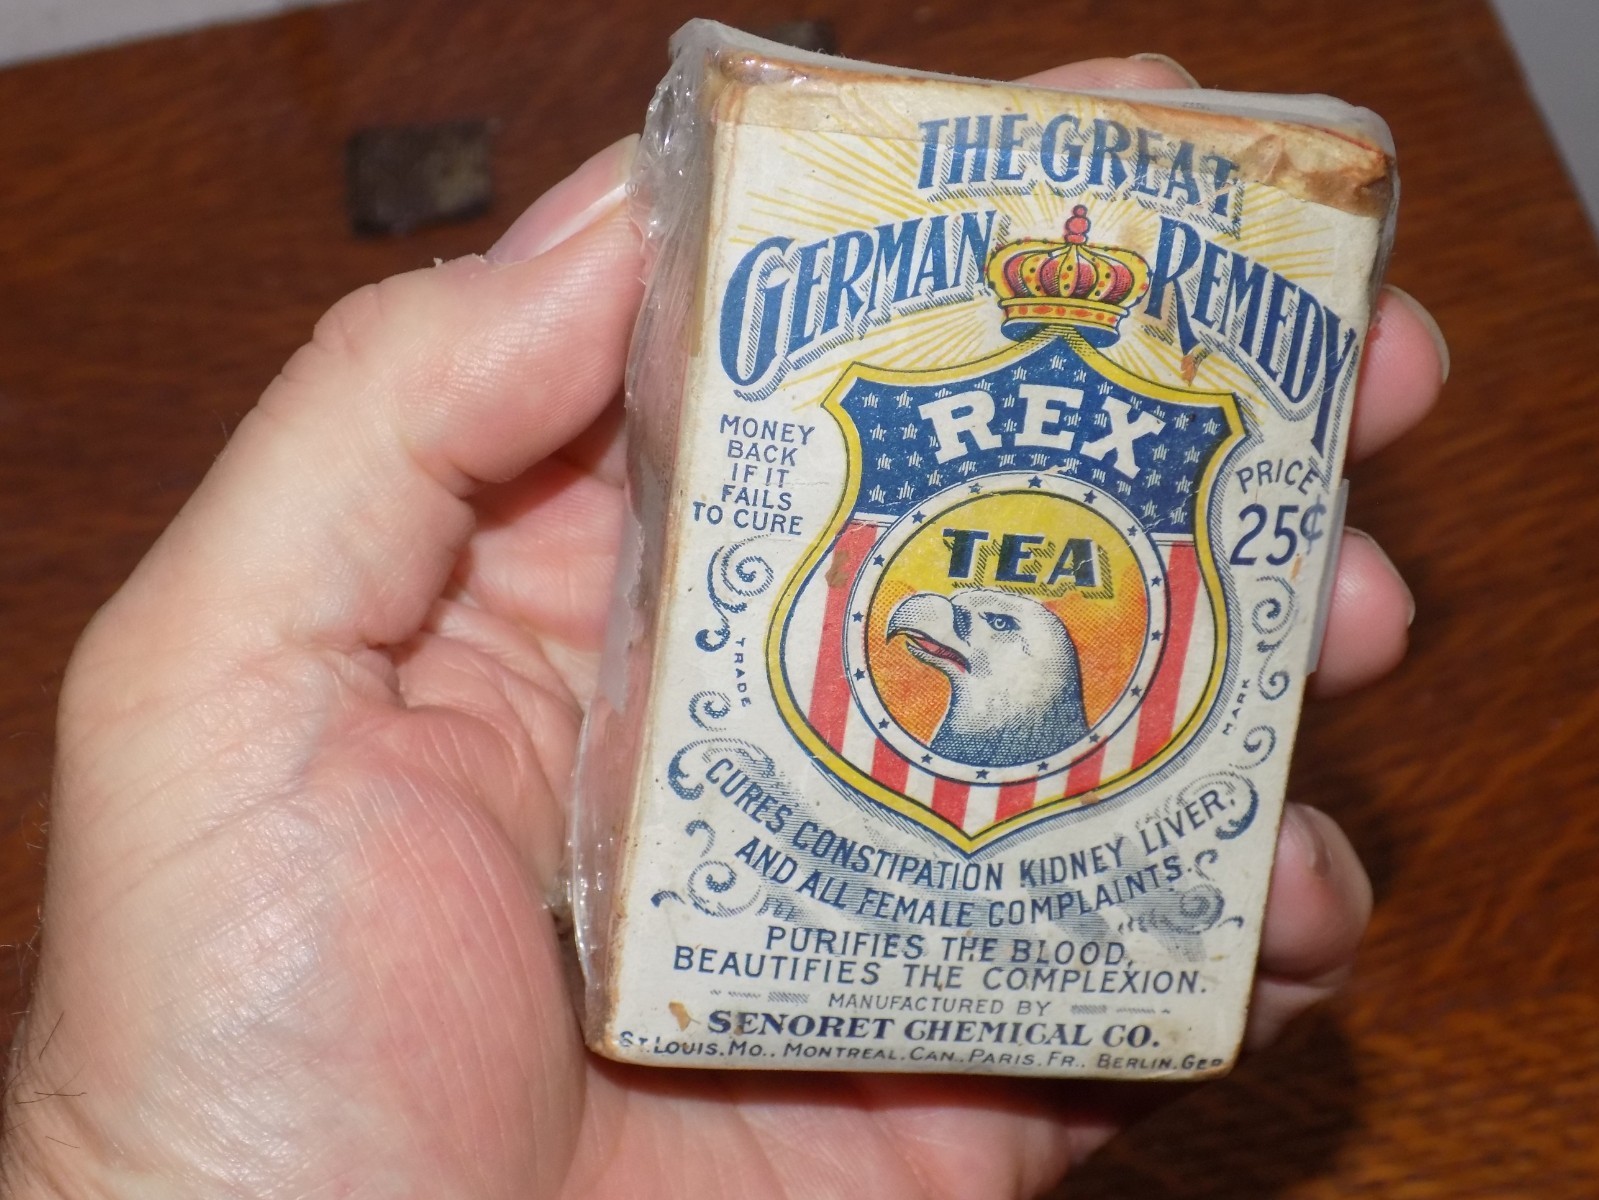 THE GREAT
GERMAN REMEDY
REX
TEA
MONEY
BACK
IF IT
FAILS
TO CURE
PRICE
25¢
TRADE
MARK
CURES CONSTIPATION KIDNEY LIVER,
AND ALL FEMALE COMPLAINTS.
PURIFIES THE BLOOD,
BEAUTIFIES THE COMPLEXION.
MANUFACTURED BY
SENORET CHEMICAL CO.
ST. LOUIS. MO., MONTREAL. CAN. PARIS. FR., BERLIN. GER